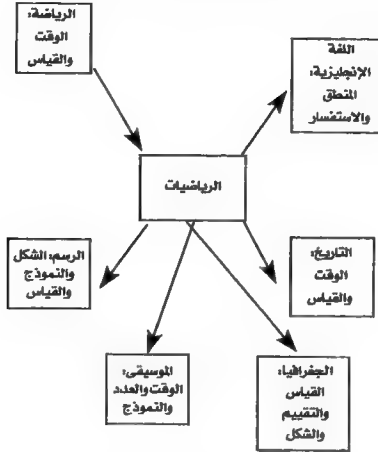 الرياضة:
الوقت
والقياس
اللغة
الإنجليزية:
المنطق
والاستفسار
الرياضيات
الرسم: الشكل
والنموذج
والقياس
التاريخ:
الوقت
والقياس
الموسيقى:
الوقت والعدد
والنموذج
الجغرافيا:
القياس
والتقييم
والشكل